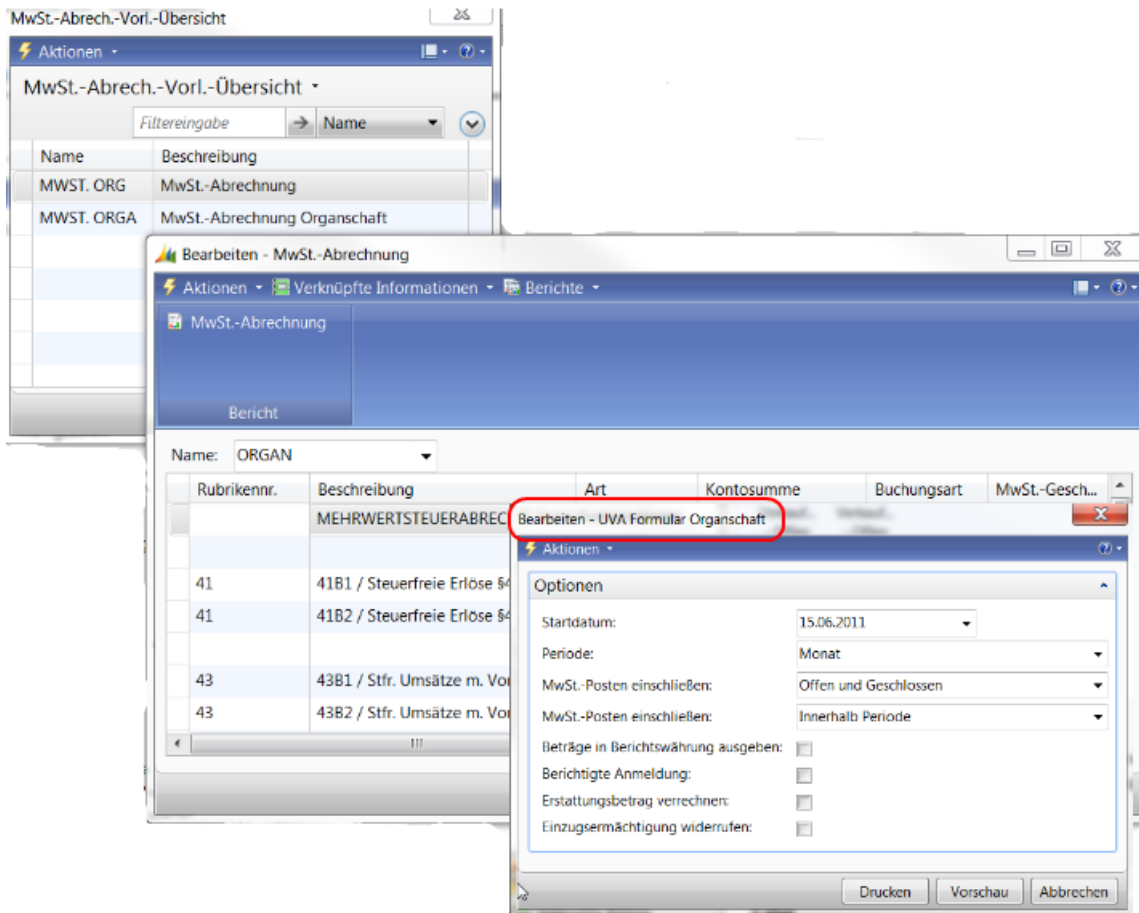 MwSt.-Abrech.-Vorl.-Übersicht
Aktionen
MwSt.-Abrech.-Vorl.-Übersicht
Filtereingabe Name
Name Beschreibung
MWST. ORG MwSt.-Abrechnung
MWST. ORGA MwSt.-Abrechnung Organschaft
Bearbeiten - MwSt.-Abrechnung
Aktionen Verknüpfte Informationen Berichte
MwSt.-Abrechnung
Bericht
Name: ORGAN
Rubrikennr. Beschreibung Art Kontosumme Buchungsart MwSt.-Gesch...
MEHRWERTSTEUERABREC
41 41B1 / Steuerfreie Erlöse §4
41 41B2 / Steuerfreie Erlöse §4
43 43B1 / Stfr. Umsätze m. Vor
43 43B2 / Stfr. Umsätze m. Vor
Bearbeiten - UVA Formular Organschaft
Aktionen
Optionen
Startdatum: 15.06.2011
Periode: Monat
MwSt.-Posten einschließen: Offen und Geschlossen
MwSt.-Posten einschließen: Innerhalb Periode
Beträge in Berichtswährung ausgeben:
Berichtigte Anmeldung:
Erstattungsbetrag verrechnen:
Einzugsermächtigung widerrufen:
Drucken Vorschau Abbrechen